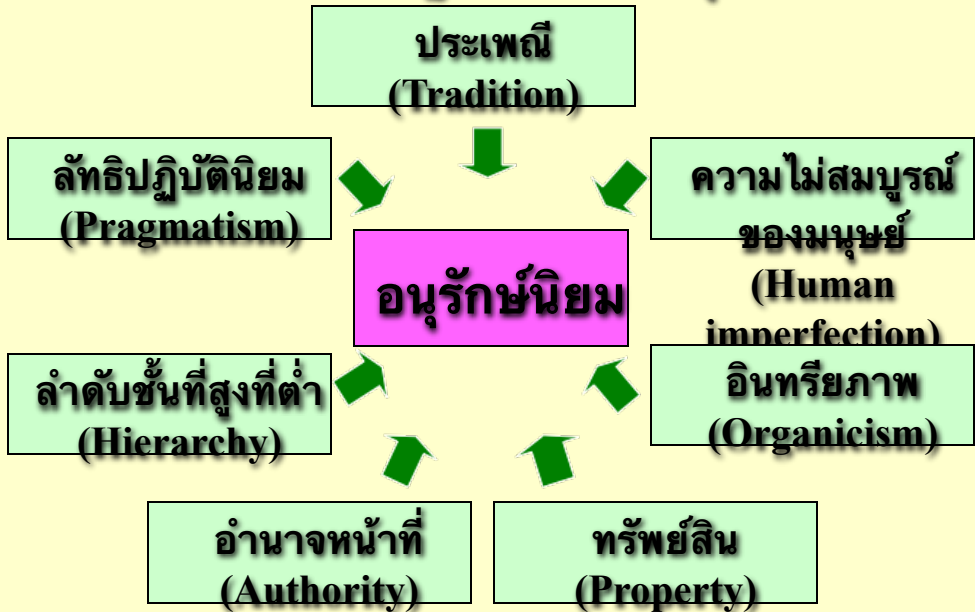 ประเพณี
(Tradition)
ลัทธิปฏิบัตินิยม
(Pragmatism)
ความไม่สมบูรณ์
ของมนุษย์
(Human
imperfection)
อนุรักษ์นิยม
ลำดับชั้นที่สูงที่ต่ำ
(Hierarchy)
อินทรียภาพ
(Organicism)
อำนาจหน้าที่
(Authority)
ทรัพย์สิน
(Property)